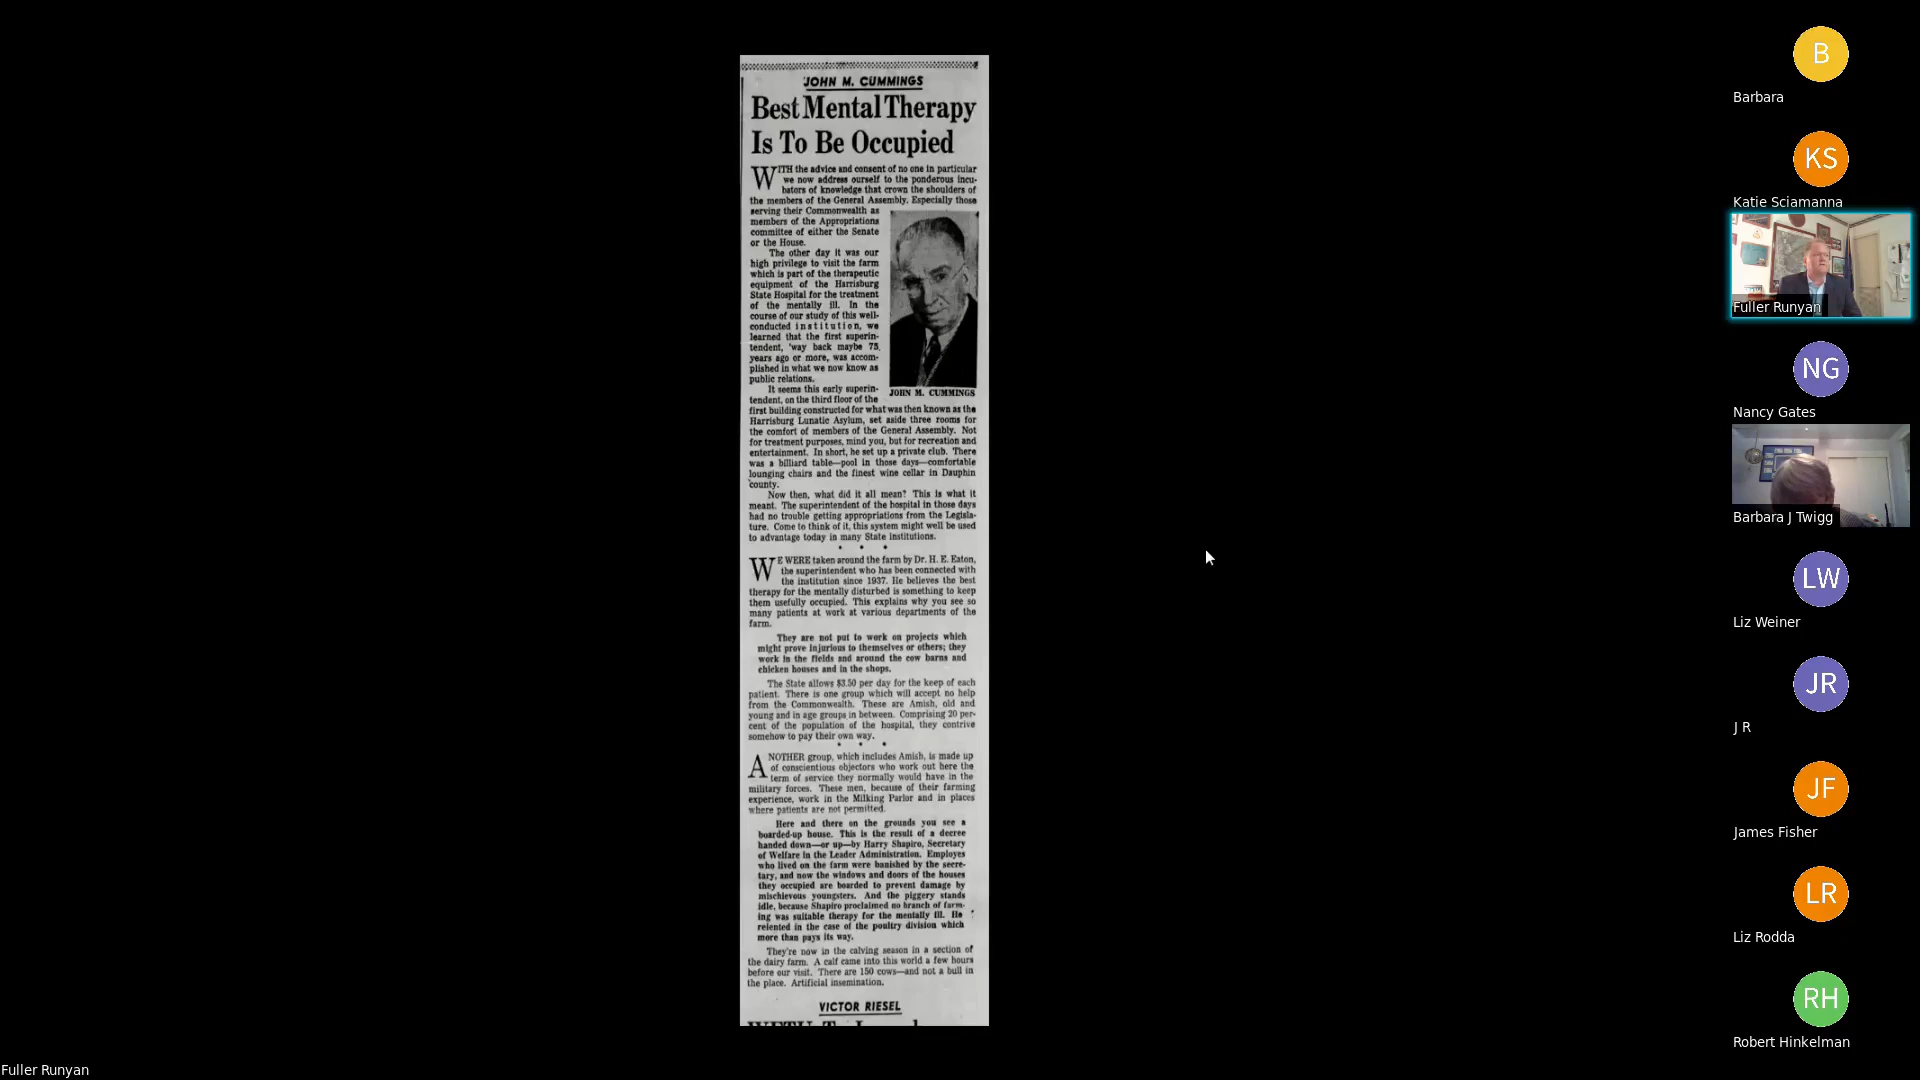 JOHN M. CUMMINGS
Best Mental Therapy
Is To Be Occupied
WITH the advice and consent of no one in particular
we now address ourself to the ponderous incu-
bators of knowledge that crown the shoulders of
the members of the General Assembly. Especially those
serving their Commonwealth as
members of the Appropriations
committee of either the Senate
or the House.
The other day it was our
high privilege to visit the farm
which is part of the therapeutic
equipment of the Harrisburg
State Hospital for the treatment
of the mentally ill. In the
course of our study of this well-
conducted institution, we
learned that the first superin-
tendent, 'way back maybe 75
years ago or more, was accom-
plished in what we now know as
public relations.
It seems this early superin-
tendent, on the third floor of the
JOHN M. CUMMINGS
first building constructed for what was then known as the
Harrisburg Lunatic Asylum, set aside three rooms for
the comfort of members of the General Assembly. Not
for treatment purposes, mind you, but for recreation and
entertainment. In short, he set up a private club. There
was a billiard table—pool in those days—comfortable
lounging chairs and the finest wine cellar in Dauphin
county.
Now then, what did it all mean? This is what it
meant. The superintendent of the hospital in those days
had no trouble getting appropriations from the Legisla-
ture. Come to think of it, this system might well be used
to advantage today in many State institutions.
* * *
WE WERE taken around the farm by Dr. H. E. Eaton,
the superintendent who has been connected with
the institution since 1937. He believes the best
therapy for the mentally disturbed is something to keep
them usefully occupied. This explains why you see so
many patients at work at various departments of the
farm.
They are not put to work on projects which
might prove injurious to themselves or others; they
work in the fields and around the cow barns and
chicken houses and in the shops.
The State allows $3.50 per day for the keep of each
patient. There is one group which will accept no help
from the Commonwealth. These are Amish, old and
young and in age groups in between. Comprising 20 per-
cent of the population of the hospital, they contrive
somehow to pay their own way.
* * *
ANOTHER group, which includes Amish, is made up
of conscientious objectors who work out here the
term of service they normally would have in the
military forces. These men, because of their farming
experience, work in the Milking Parlor and in places
where patients are not permitted.
Here and there on the grounds you see a
boarded-up house. This is the result of a decree
handed down—or up—by Harry Shapiro, Secretary
of Welfare in the Leader Administration. Employes
who lived on the farm were banished by the secre-
tary, and now the windows and doors of the houses
they occupied are boarded to prevent damage by
mischievous youngsters. And the piggery stands
idle, because Shapiro proclaimed no branch of farm-
ing was suitable therapy for the mentally ill. He
relented in the case of the poultry division which
more than pays its way.
They're now in the calving season in a section of
the dairy farm. A calf came into this world a few hours
before our visit. There are 150 cows—and not a bull in
the place. Artificial insemination.
VICTOR RIESEL
B
Barbara
KS
Katie Sciamanna
Fuller Runyan
NG
Nancy Gates
Barbara J Twigg
LW
Liz Weiner
JR
J R
JF
James Fisher
LR
Liz Rodda
RH
Robert Hinkelman
Fuller Runyan